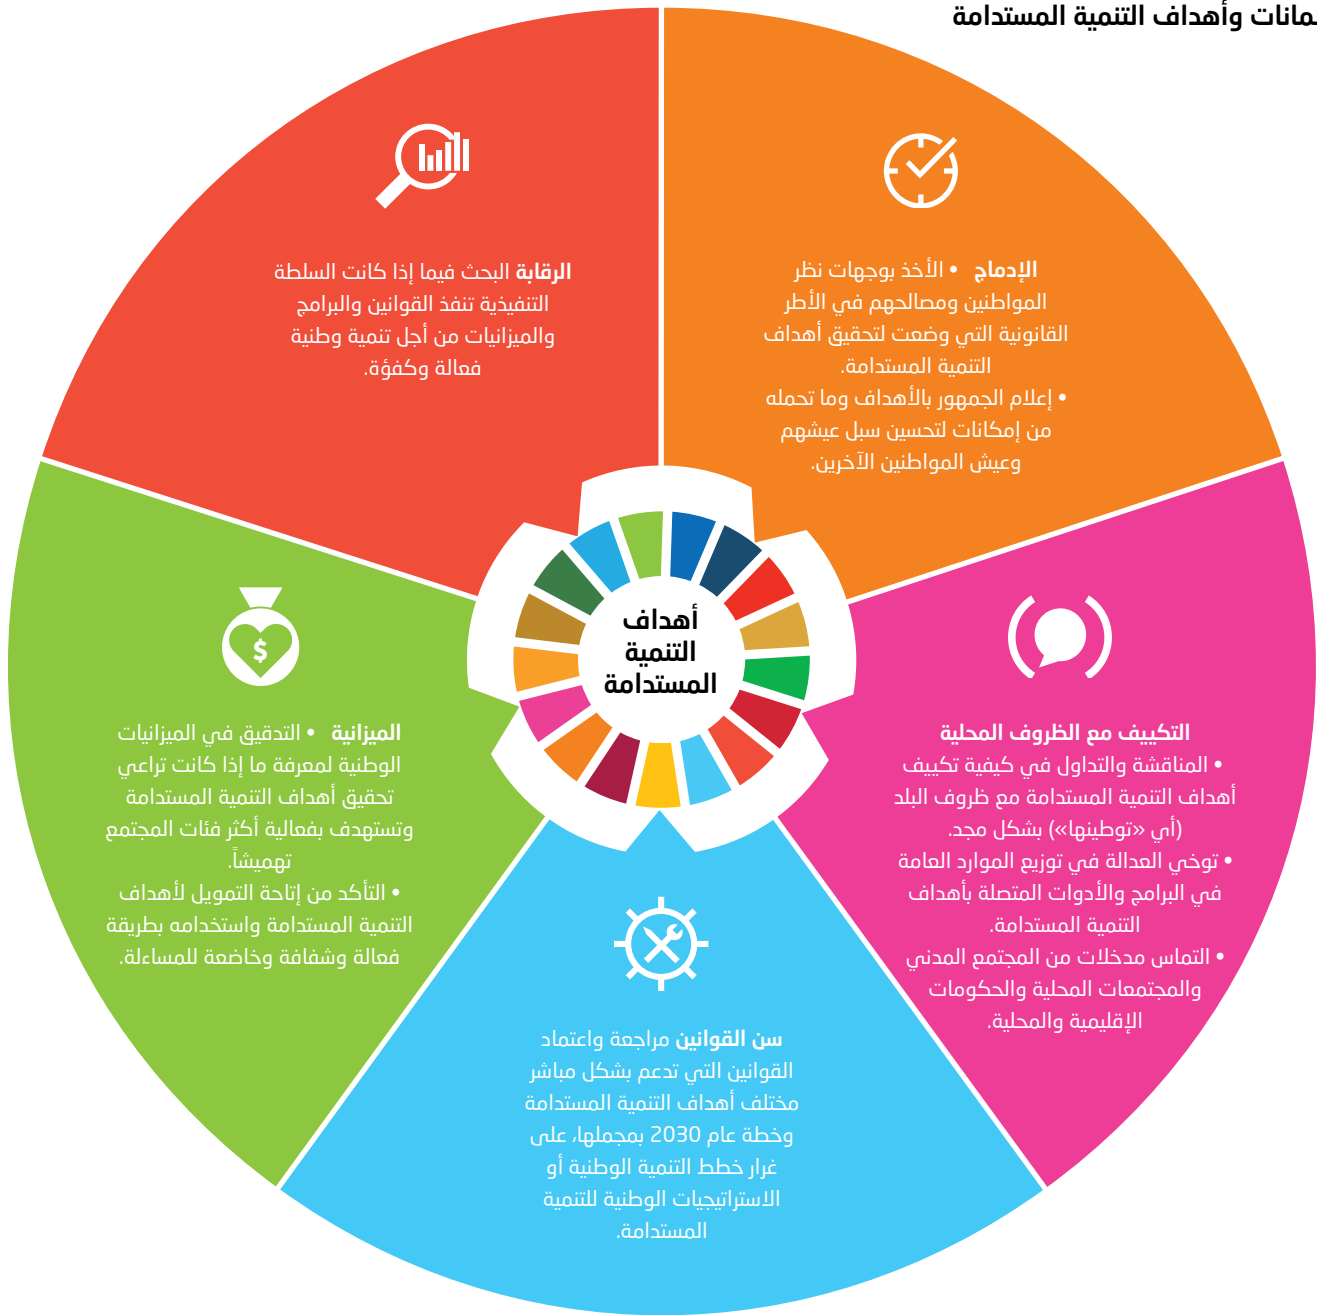 وأهداف التنمية المستدامة
الإدماج • الأخذ بوجهات نظر
المواطنين ومصالحهم في الأطر
القانونية التي وضعت لتحقيق أهداف
التنمية المستدامة.
• إعلام الجمهور بالأهداف وما تحمله
من إمكانات لتحسين سبل عيشهم
وعيش المواطنين الآخرين.
الرقابة البحث فيما إذا كانت السلطة
التنفيذية تنفذ القوانين والبرامج
والميزانيات من أجل تنمية وطنية
فعالة وكفؤة.
أهداف
التنمية
المستدامة
التكييف مع الظروف المحلية
• المناقشة والتداول في كيفية تكييف
أهداف التنمية المستدامة مع ظروف البلد
(أي «توطينها») بشكل مجد.
• توخي العدالة في توزيع الموارد العامة
في البرامج والأدوات المتصلة بأهداف
التنمية المستدامة.
• التماس مدخلات من المجتمع المدني
والمجتمعات المحلية والحكومات
الإقليمية والمحلية.
الميزانية • التدقيق في الميزانيات
الوطنية لمعرفة ما إذا كانت تراعي
تحقيق أهداف التنمية المستدامة
وتستهدف بفعالية أكثر فئات المجتمع
تهميشاً.
• التأكد من إتاحة التمويل لأهداف
التنمية المستدامة واستخدامه بطريقة
فعالة وشفافة وخاضعة للمساءلة.
$
سن القوانين مراجعة واعتماد
القوانين التي تدعم بشكل مباشر
مختلف أهداف التنمية المستدامة
وخطة عام 2030 بمجملها، على
غرار خطط التنمية الوطنية أو
الاستراتيجيات الوطنية للتنمية
المستدامة.